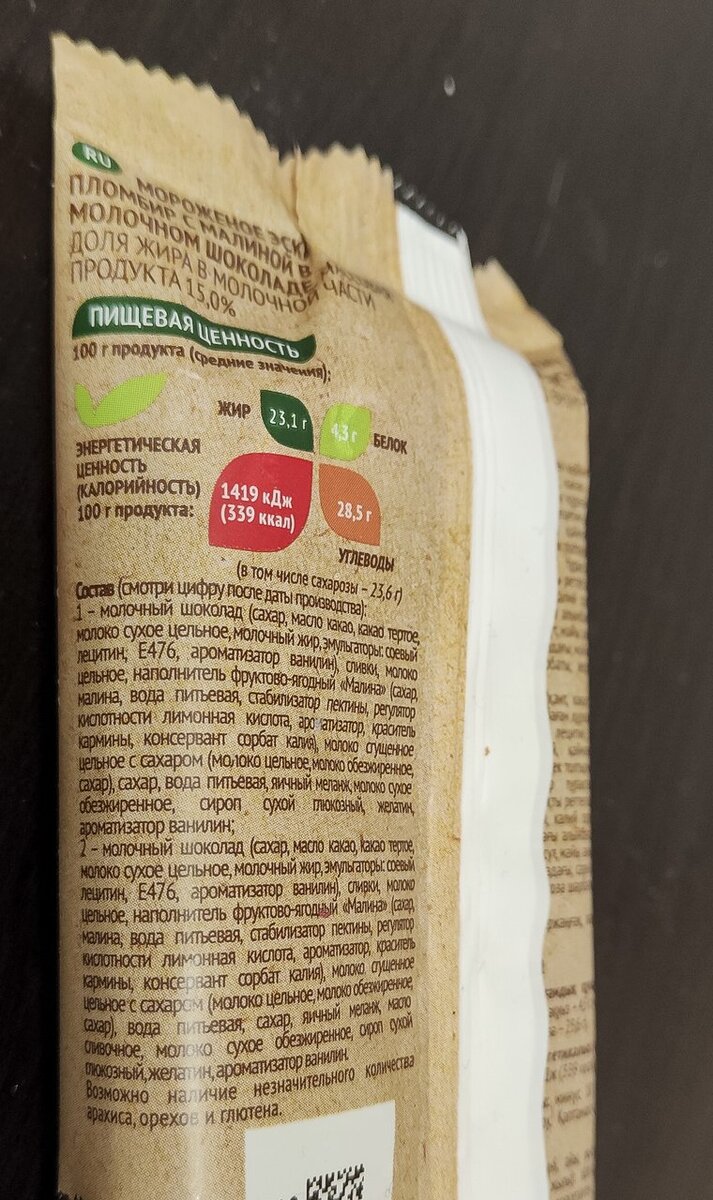 RU
МОРОЖЕНОЕ
ПЛОМБИР С МАЛИНОЙ В
МОЛОЧНОМ ШОКОЛАДЕ,
ДОЛЯ ЖИРА В МОЛОЧНОЙ ЧАСТИ
ПРОДУКТА 15,0%
ПИЩЕВАЯ ЦЕННОСТЬ
100 г продукта (средние значения):
ЖИР 23,1 г 4,3 г БЕЛОК
ЭНЕРГЕТИЧЕСКАЯ
ЦЕННОСТЬ
(КАЛОРИЙНОСТЬ)
100 г продукта:
1419 кДж
(339 ккал)
28,5 г
УГЛЕВОДЫ
(в том числе сахарозы – 23,6 г)
Состав (смотри цифру после даты производства):
1 – молочный шоколад (сахар, масло какао, какао тертое,
молоко сухое цельное, молочный жир, эмульгаторы: соевый
лецитин, Е476, ароматизатор ванилин), сливки, молоко
цельное, наполнитель фруктово-ягодный «Малина» (сахар,
малина, вода питьевая, стабилизатор пектины, регулятор
кислотности лимонная кислота, ароматизатор, краситель
кармины, консервант сорбат калия), молоко сгущенное
цельное с сахаром (молоко цельное, молоко обезжиренное,
сахар), сахар, вода питьевая, яичный меланж, молоко сухое
обезжиренное, сироп сухой глюкозный, желатин,
ароматизатор ванилин;
2 – молочный шоколад (сахар, масло какао, какао тертое,
молоко сухое цельное, молочный жир, эмульгаторы: соевый
лецитин, Е476, ароматизатор ванилин), сливки, молоко
цельное, наполнитель фруктово-ягодный «Малина» (сахар,
малина, вода питьевая, стабилизатор пектины, регулятор
кислотности лимонная кислота, ароматизатор, краситель
кармины, консервант сорбат калия), молоко сгущенное
цельное с сахаром (молоко цельное, молоко обезжиренное,
сахар), вода питьевая, сахар, яичный меланж, масло
сливочное, молоко сухое обезжиренное, сироп сухой
глюкозный, желатин, ароматизатор ванилин.
Возможно наличие незначительного количества
арахиса, орехов и глютена.